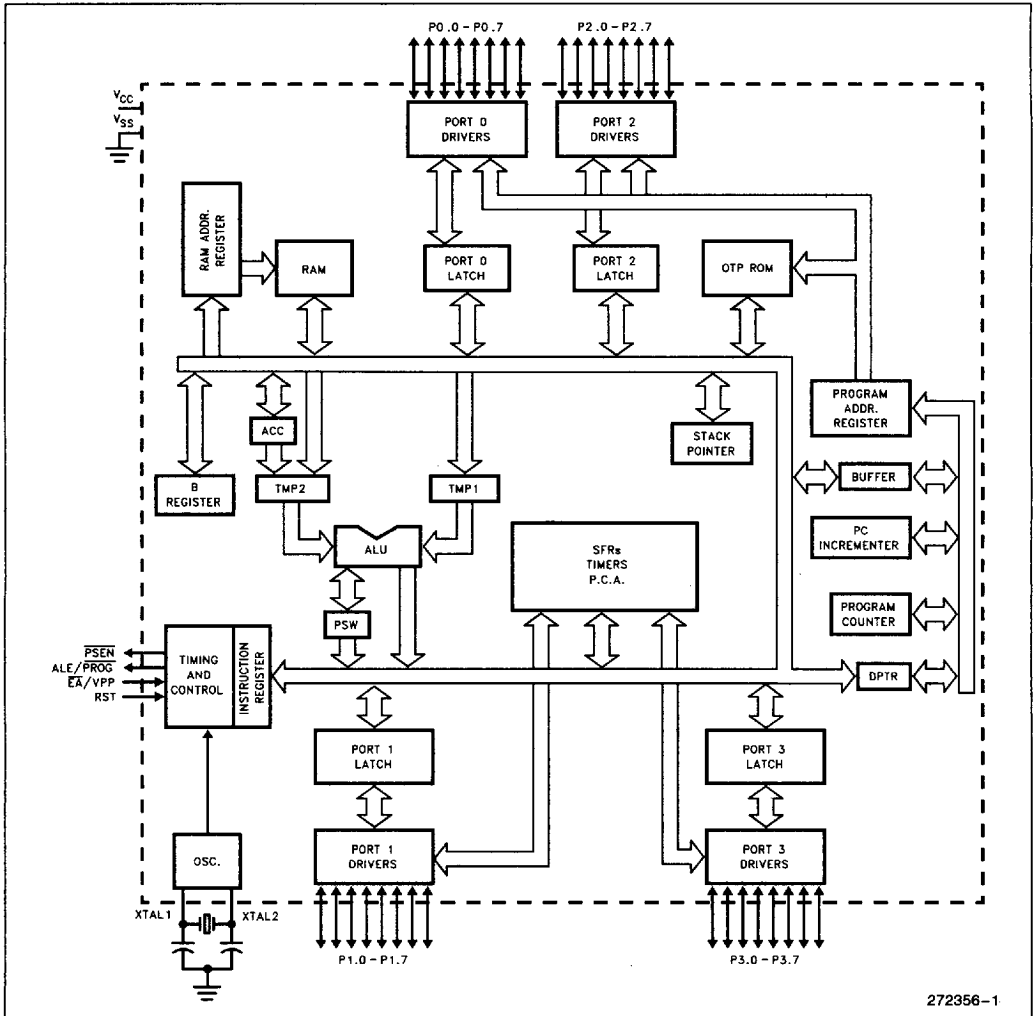 P0.0 – P0.7
P2.0 – P2.7
VCC
VSS
PORT 0
DRIVERS
PORT 2
DRIVERS
RAM ADDR.
REGISTER
RAM
PORT 0
LATCH
PORT 2
LATCH
OTP ROM
PROGRAM
ADDR.
REGISTER
ACC
STACK
POINTER
B
REGISTER
TMP2
TMP1
BUFFER
ALU
SFRs
TIMERS
P.C.A.
PC
INCREMENTER
PSW
PROGRAM
COUNTER
PSEN
ALE/PROG
EA/VPP
RST
TIMING
AND
CONTROL
INSTRUCTION
REGISTER
DPTR
PORT 1
LATCH
PORT 3
LATCH
OSC.
PORT 1
DRIVERS
PORT 3
DRIVERS
XTAL1
XTAL2
P1.0 – P1.7
P3.0 – P3.7
272356–1